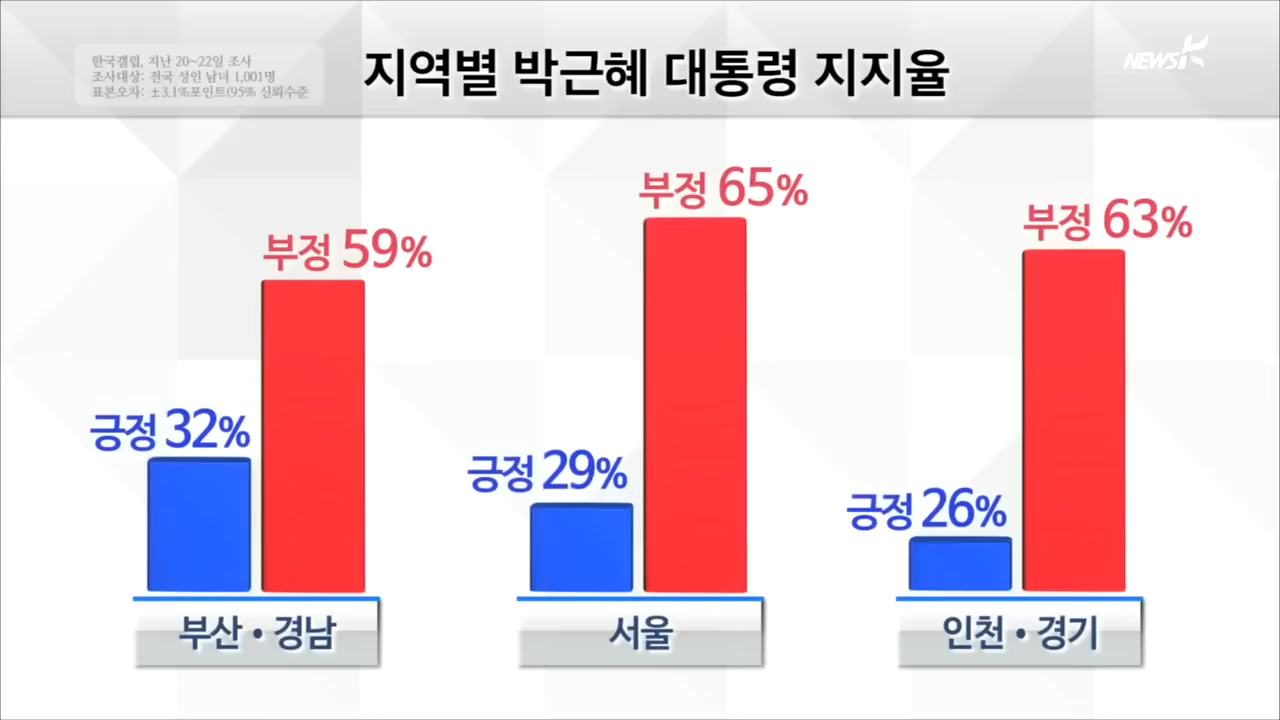 한국갤럽, 지난 20~22일 조사
조사대상: 전국 성인 남녀 1,001명
표본오차: ±3.1%포인트(95% 신뢰수준
지역별 박근혜 대통령 지지율
NEWS K
긍정 32%
부정 59%
긍정 29%
부정 65%
긍정 26%
부정 63%
부산·경남
서울
인천·경기